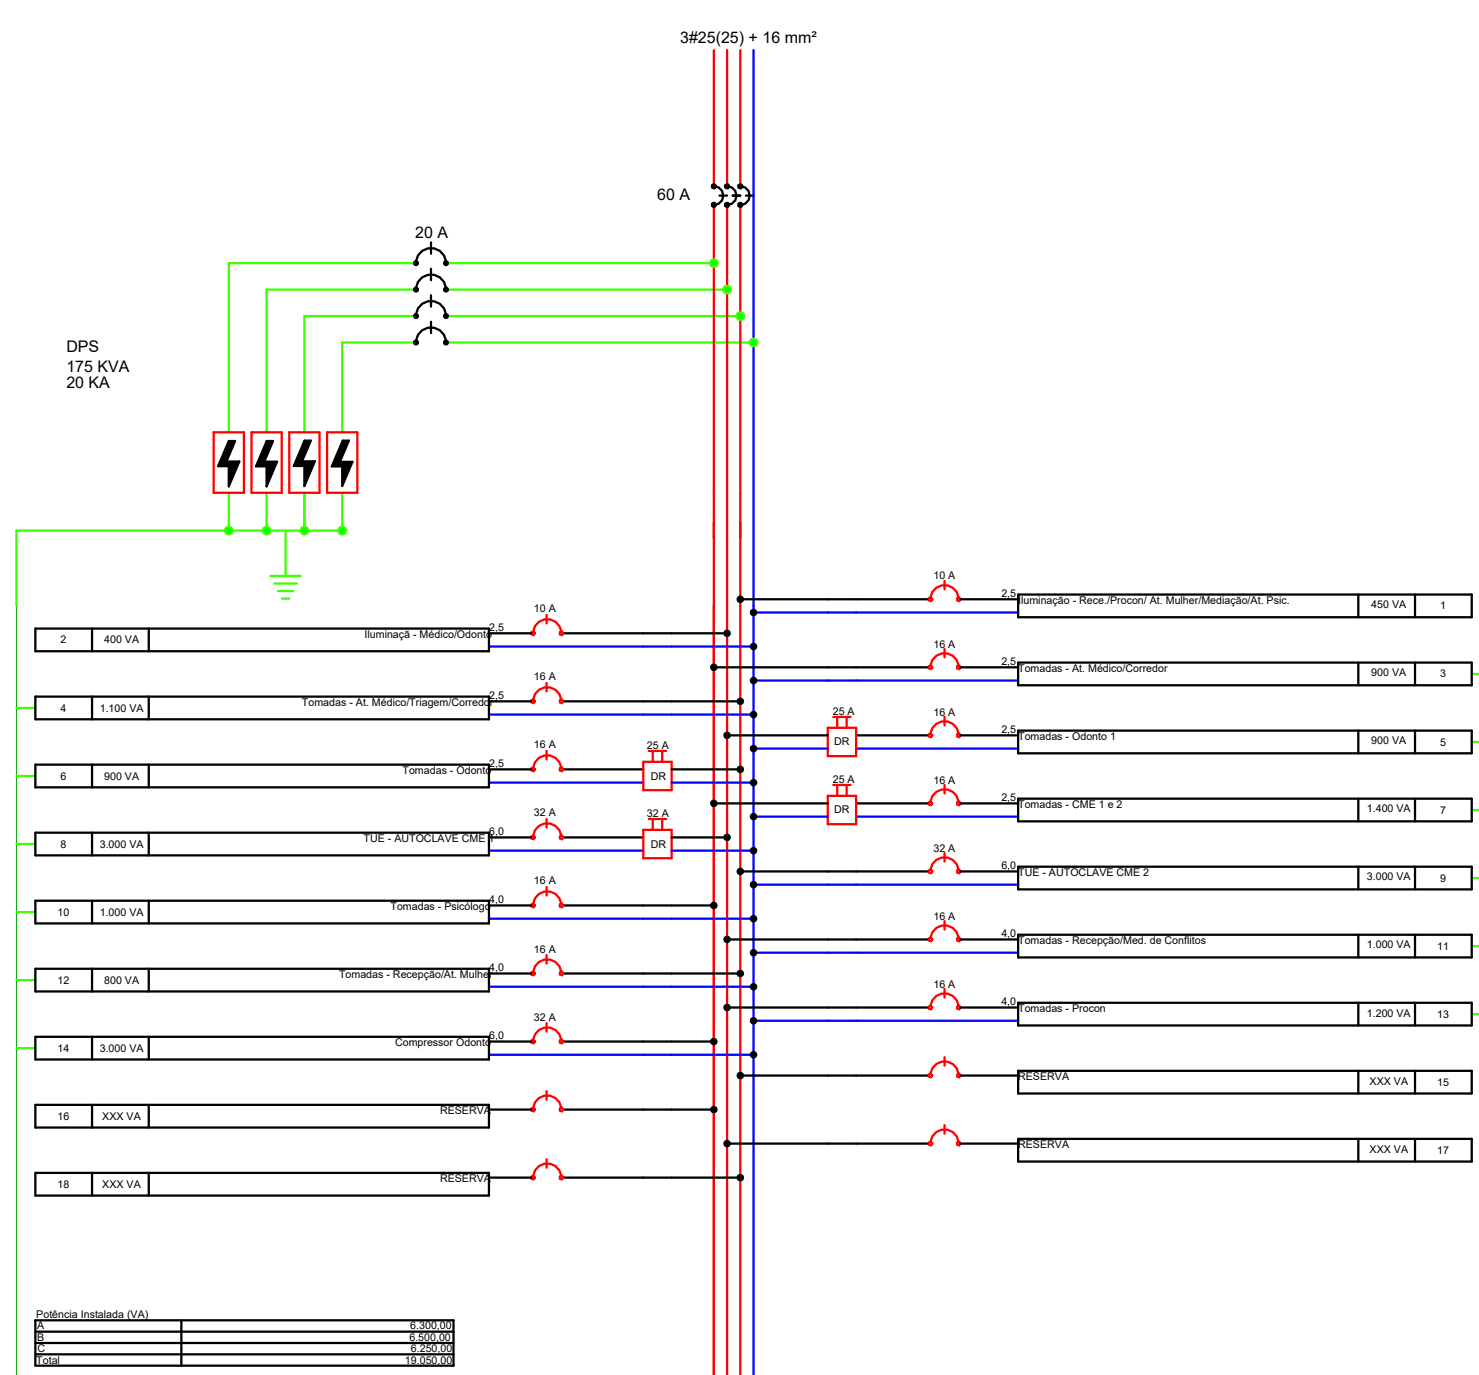 3#25(25) + 16 mm²
60 A
20 A
DPS
175 KVA
20 KA
10 A
2,5
Iluminação - Rece./Procon/ At. Mulher/Mediação/At. Psic.
450 VA
1
2
400 VA
Iluminaçã - Médico/Odonto
2,5
10 A
16 A
2,5
Tomadas - At. Médico/Corredor
900 VA
3
4
1.100 VA
Tomadas - At. Médico/Triagem/Corredor
2,5
16 A
25 A
DR
16 A
2,5
Tomadas - Odonto 1
900 VA
5
6
900 VA
Tomadas - Odonto
2,5
16 A
25 A
DR
25 A
DR
16 A
2,5
Tomadas - CME 1 e 2
1.400 VA
7
8
3.000 VA
TUE - AUTOCLAVE CME 1
6,0
32 A
32 A
DR
32 A
6,0
TUE - AUTOCLAVE CME 2
3.000 VA
9
10
1.000 VA
Tomadas - Psicólogo
4,0
16 A
16 A
4,0
Tomadas - Recepção/Med. de Conflitos
1.000 VA
11
12
800 VA
Tomadas - Recepção/At. Mulher
4,0
16 A
16 A
4,0
Tomadas - Procon
1.200 VA
13
14
3.000 VA
Compressor Odonto
6,0
32 A
RESERVA
XXX VA
15
16
XXX VA
RESERVA
RESERVA
XXX VA
17
18
XXX VA
RESERVA
Potência Instalada (VA)
A 6.300,00
B 6.500,00
C 6.250,00
Total 19.050,00